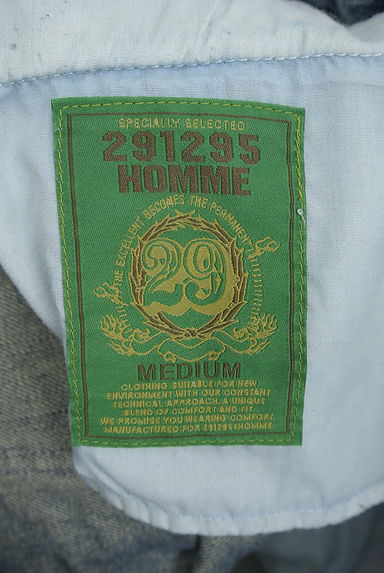 SPECIALLY SELECTED
291295
HOMME
THE EXCELLENT BECOMES THE PERMANENT
29
MEDIUM
CLOTHING SUITABLE FOR NEW
ENVIRONMENT WITH OUR CONSTANT
TECHNICAL APPROACH. A UNIQUE
BLEND OF COMFORT AND FIT.
WE PROMISE YOU WEARING COMFORT.
MANUFACTURED FOR 291295=HOMME.